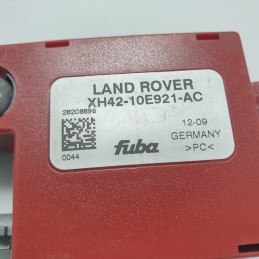 LAND ROVER
XH42-10E921-AC
28208896
12-09
GERMANY
>PC<
0044
fuba